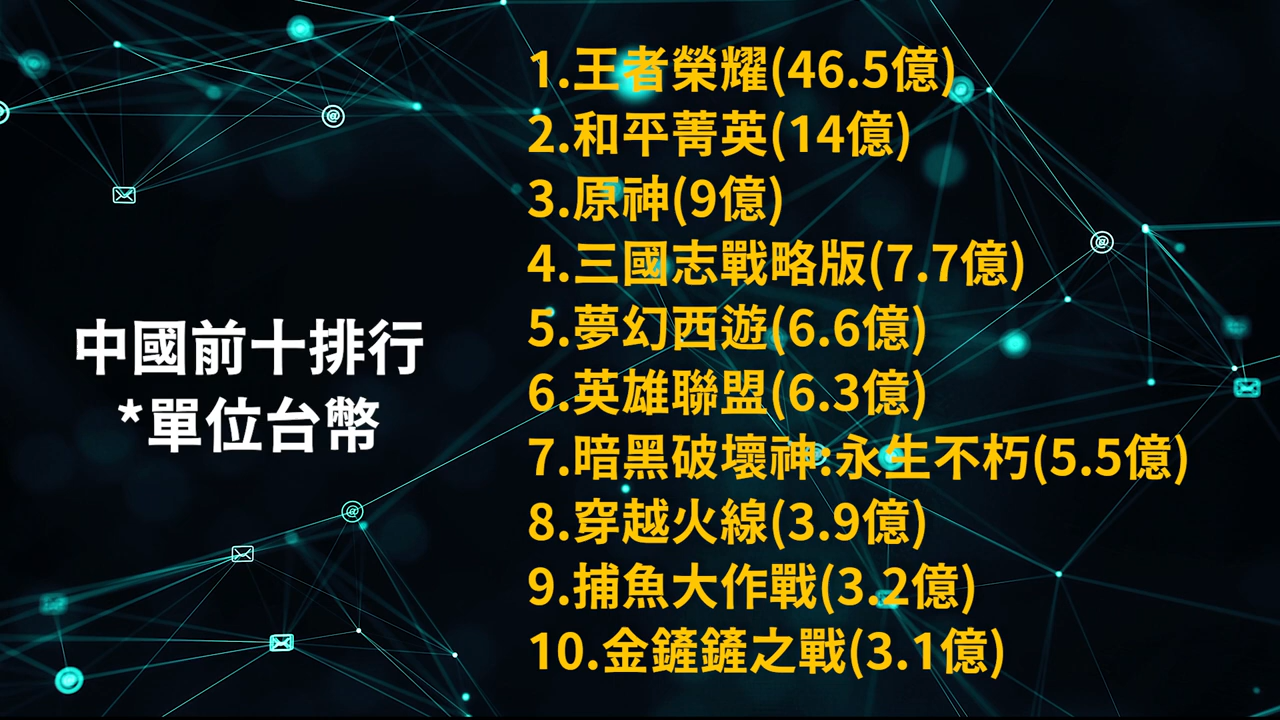 中國前十排行
*單位台幣
1.王者榮耀(46.5億)
2.和平菁英(14億)
3.原神(9億)
4.三國志戰略版(7.7億)
5.夢幻西遊(6.6億)
6.英雄聯盟(6.3億)
7.暗黑破壞神:永生不朽(5.5億)
8.穿越火線(3.9億)
9.捕魚大作戰(3.2億)
10.金鏟鏟之戰(3.1億)